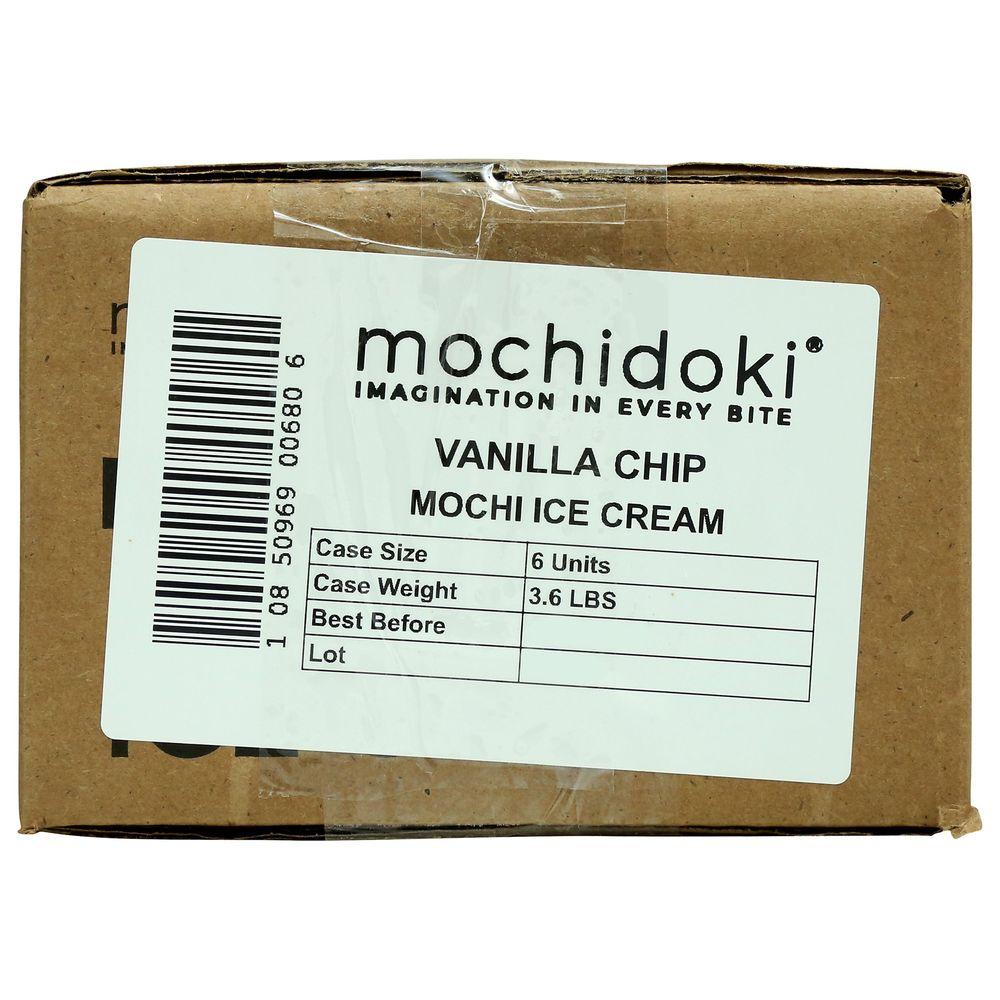 mochidoki®
IMAGINATION IN EVERY BITE
VANILLA CHIP
MOCHI ICE CREAM
Case Size 6 Units
Case Weight 3.6 LBS
Best Before
Lot
1 08 50969 00680 6